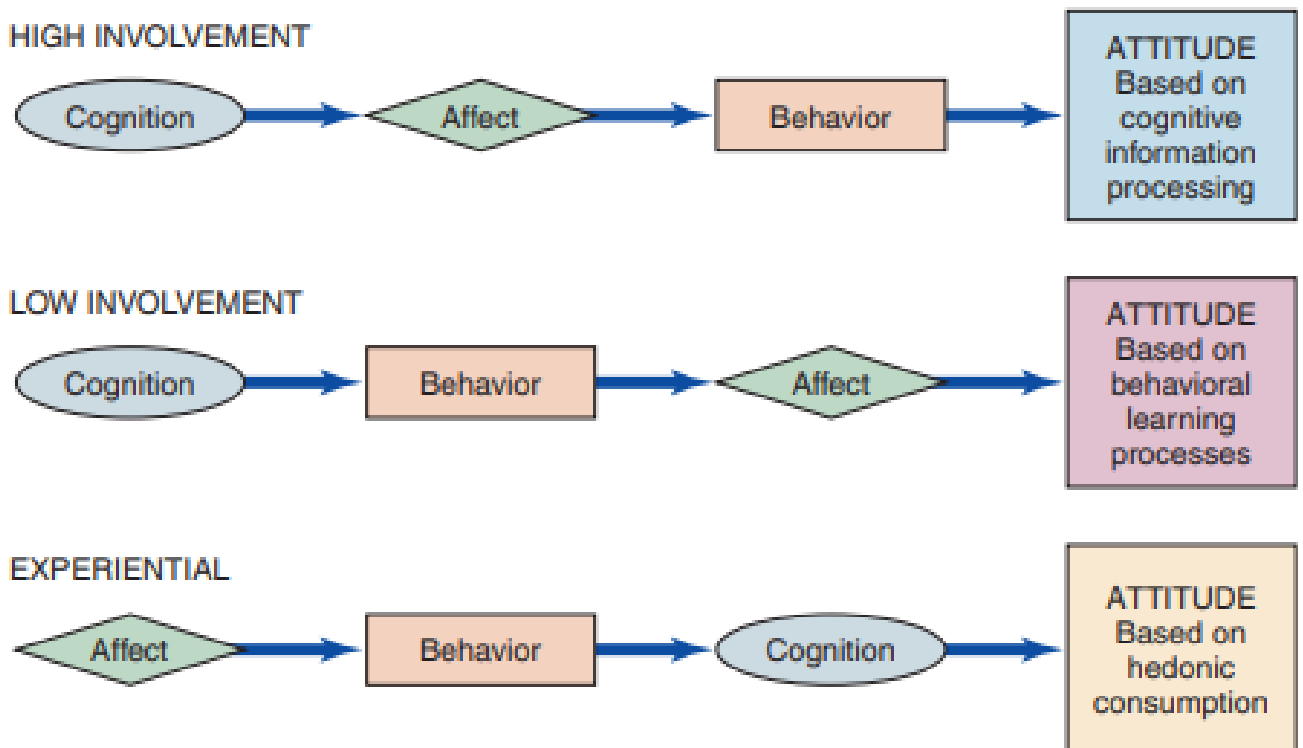 HIGH INVOLVEMENT
Cognition
Affect
Behavior
ATTITUDE
Based on
cognitive
information
processing
LOW INVOLVEMENT
Cognition
Behavior
Affect
ATTITUDE
Based on
behavioral
learning
processes
EXPERIENTIAL
Affect
Behavior
Cognition
ATTITUDE
Based on
hedonic
consumption